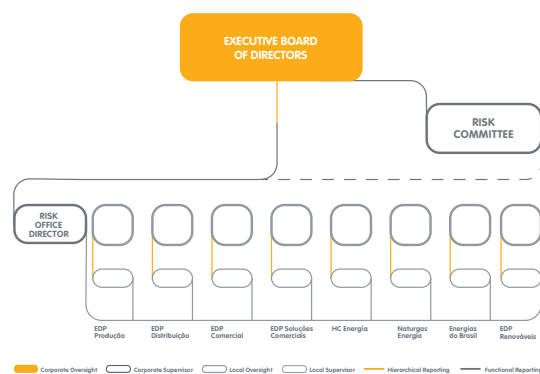 EXECUTIVE BOARD
OF DIRECTORS
RISK
COMMITTEE
RISK
OFFICE
DIRECTOR
EDP
Produção
EDP
Distribuição
EDP
Comercial
EDP Soluções
Comerciais
HC Energia
Naturgas
Energia
Energias
do Brasil
EDP
Renováveis
Corporate Oversight
Corporate Supervisor
Local Oversight
Local Supervisor
Hierarchical Reporting
Functional Reporting